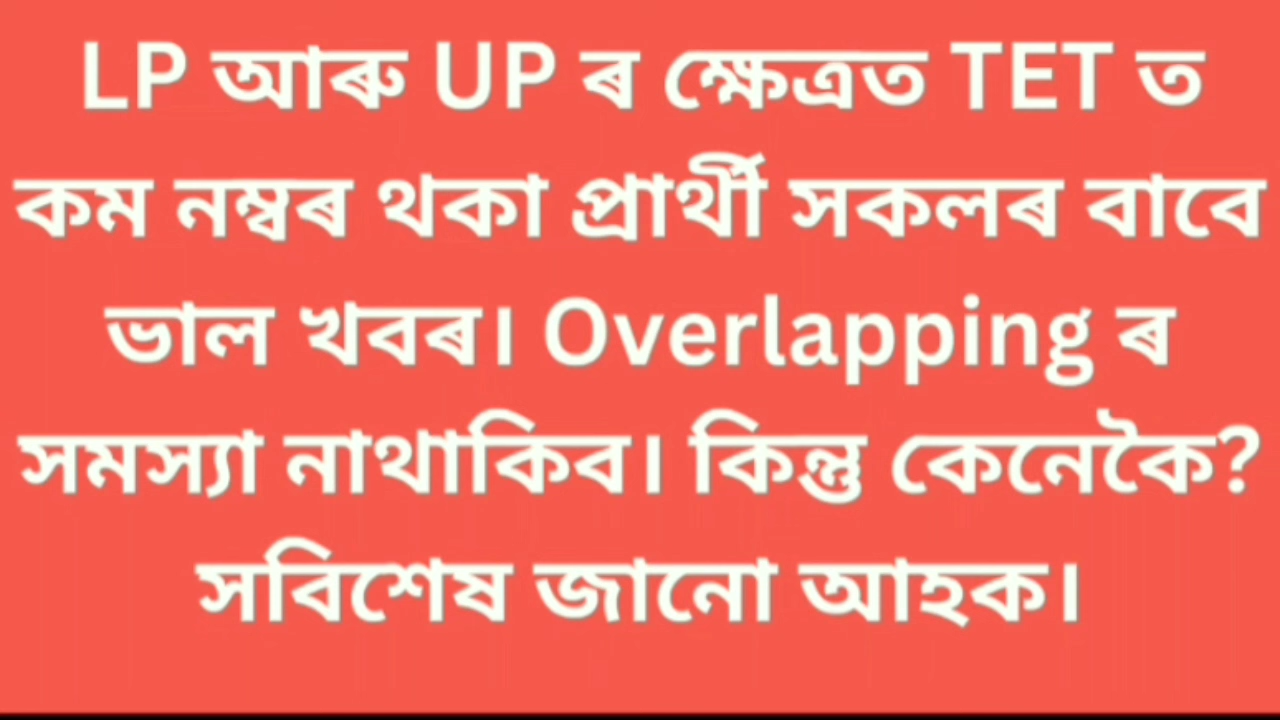 LP আৰু UP ৰ ক্ষেত্ৰত TET ত
কম নম্বৰ থকা প্ৰাৰ্থী সকলৰ বাবে
ভাল খবৰ। Overlapping ৰ
সমস্যা নাথাকিব। কিন্তু কেনেকৈ?
সবিশেষ জানো আহক।